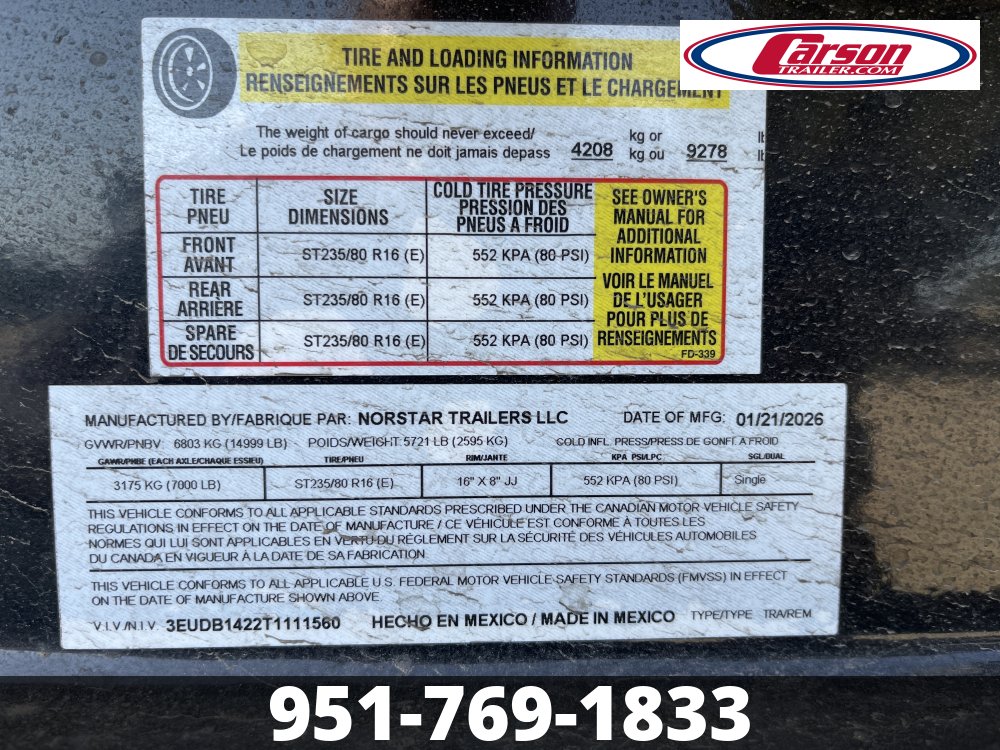 Carson
TRAILER.COM
TIRE AND LOADING INFORMATION
RENSEIGNEMENTS SUR LES PNEUS ET LE CHARGEMENT
The weight of cargo should never exceed/ kg or
Le poids de chargement ne doit jamais depass 4208 kg ou 9278
TIRE SIZE COLD TIRE PRESSURE SEE OWNER'S
PNEU DIMENSIONS PRESSION DES MANUAL FOR
PNEUS A FROID ADDITIONAL
FRONT INFORMATION
AVANT ST235/80 R16 (E) 552 KPA (80 PSI)
REAR VOIR LE MANUEL
ARRIÈRE ST235/80 R16 (E) 552 KPA (80 PSI) DE L'USAGER
SPARE POUR PLUS DE
DE SECOURS ST235/80 R16 (E) 552 KPA (80 PSI) RENSEIGNEMENTS
FD-339
MANUFACTURED BY/FABRIQUE PAR: NORSTAR TRAILERS LLC DATE OF MFG: 01/21/2026
GVWR/PNBV: 6803 KG (14999 LB) - POIDS/WEIGHT: 5721 LB (2595 KG) COLD INFL. PRESS/PRESS DE GONFL A FROID
GAWR/PHBE (EACH AXLE/CHAQUE ESSIEU) TIRE/PNEU RIM/JANTE KPA PSI/LPC SGL/DUAL
3175 KG (7000 LB) ST235/80 R16 (E) 16" X 8" JJ 552 KPA (80 PSI) Single
THIS VEHICLE CONFORMS TO ALL APPLICABLE STANDARDS PRESCRIBED UNDER THE CANADIAN MOTOR VEHICLE SAFETY
REGULATIONS IN EFFECT ON THE DATE OF MANUFACTURE / CE VÉHICULE EST CONFORME À TOUTES LES
NORMES QUI LUI SONT APPLICABLES EN VERTU DU RÈGLEMENT SUR LA SÉCURITÉ DES VÉHICULES AUTOMOBILES
DU CANADA EN VIGUEUR À LA DATE DE SA FABRICATION
THIS VEHICLE CONFORMS TO ALL APPLICABLE U.S. FEDERAL MOTOR VEHICLE SAFETY STANDARDS (FMVSS) IN EFFECT
ON THE DATE OF MANUFACTURE SHOWN ABOVE.
V.I.V./N.I.V. 3EUDB1422T1111560 HECHO EN MEXICO / MADE IN MEXICO TYPE/TYPE TRA/REM
951-769-1833